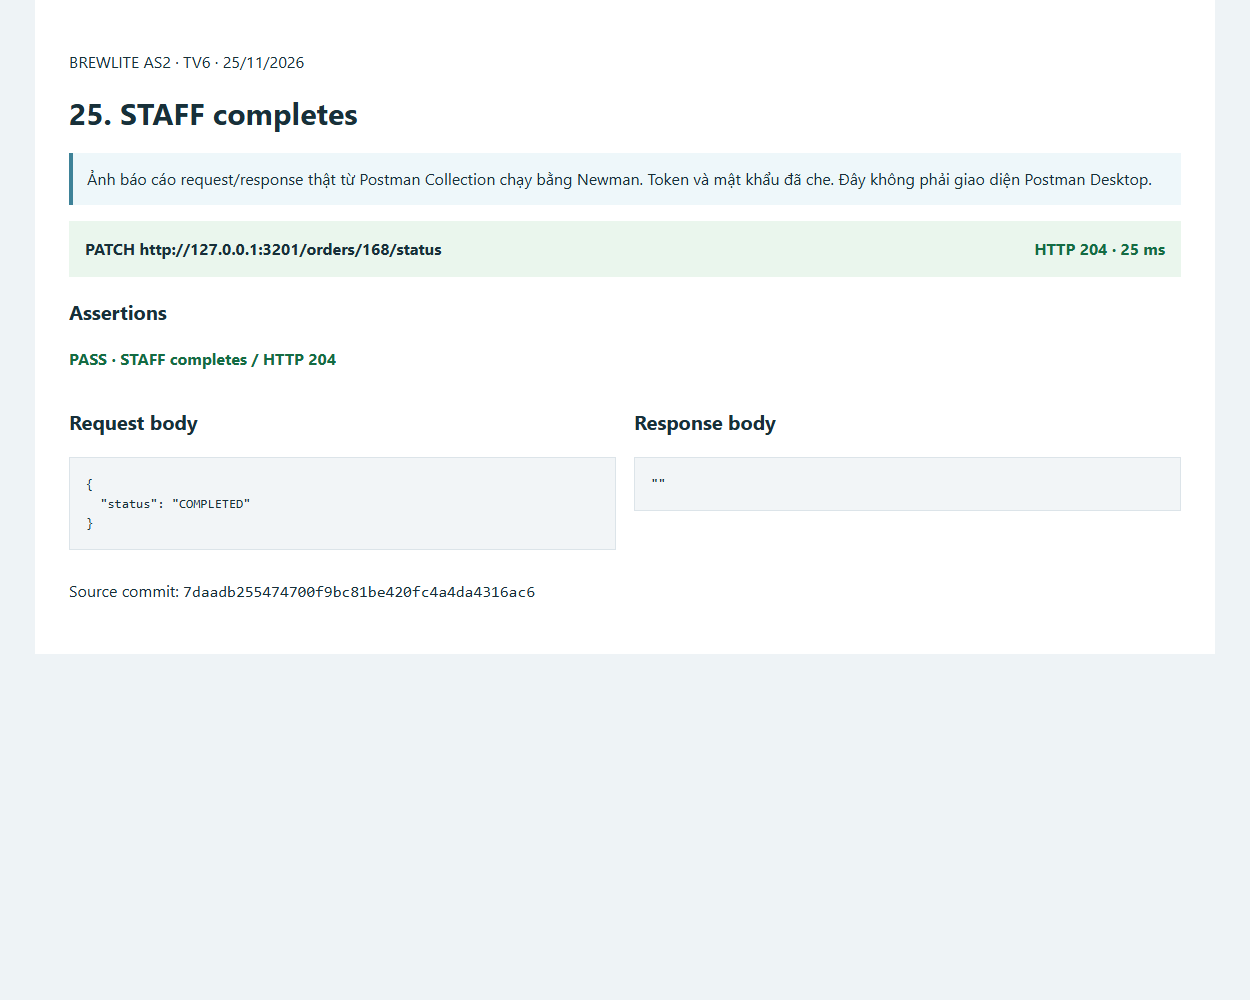 BREWLITE AS2 · TV6 · 25/11/2026
25. STAFF completes
Ảnh báo cáo request/response thật từ Postman Collection chạy bằng Newman. Token và mật khẩu đã che. Đây không phải giao diện Postman Desktop.
PATCH http://127.0.0.1:3201/orders/168/status
HTTP 204 · 25 ms
Assertions
PASS · STAFF completes / HTTP 204
Request body
{
  "status": "COMPLETED"
}
Response body
""
Source commit: 7daadb255474700f9bc81be420fc4a4da4316ac6